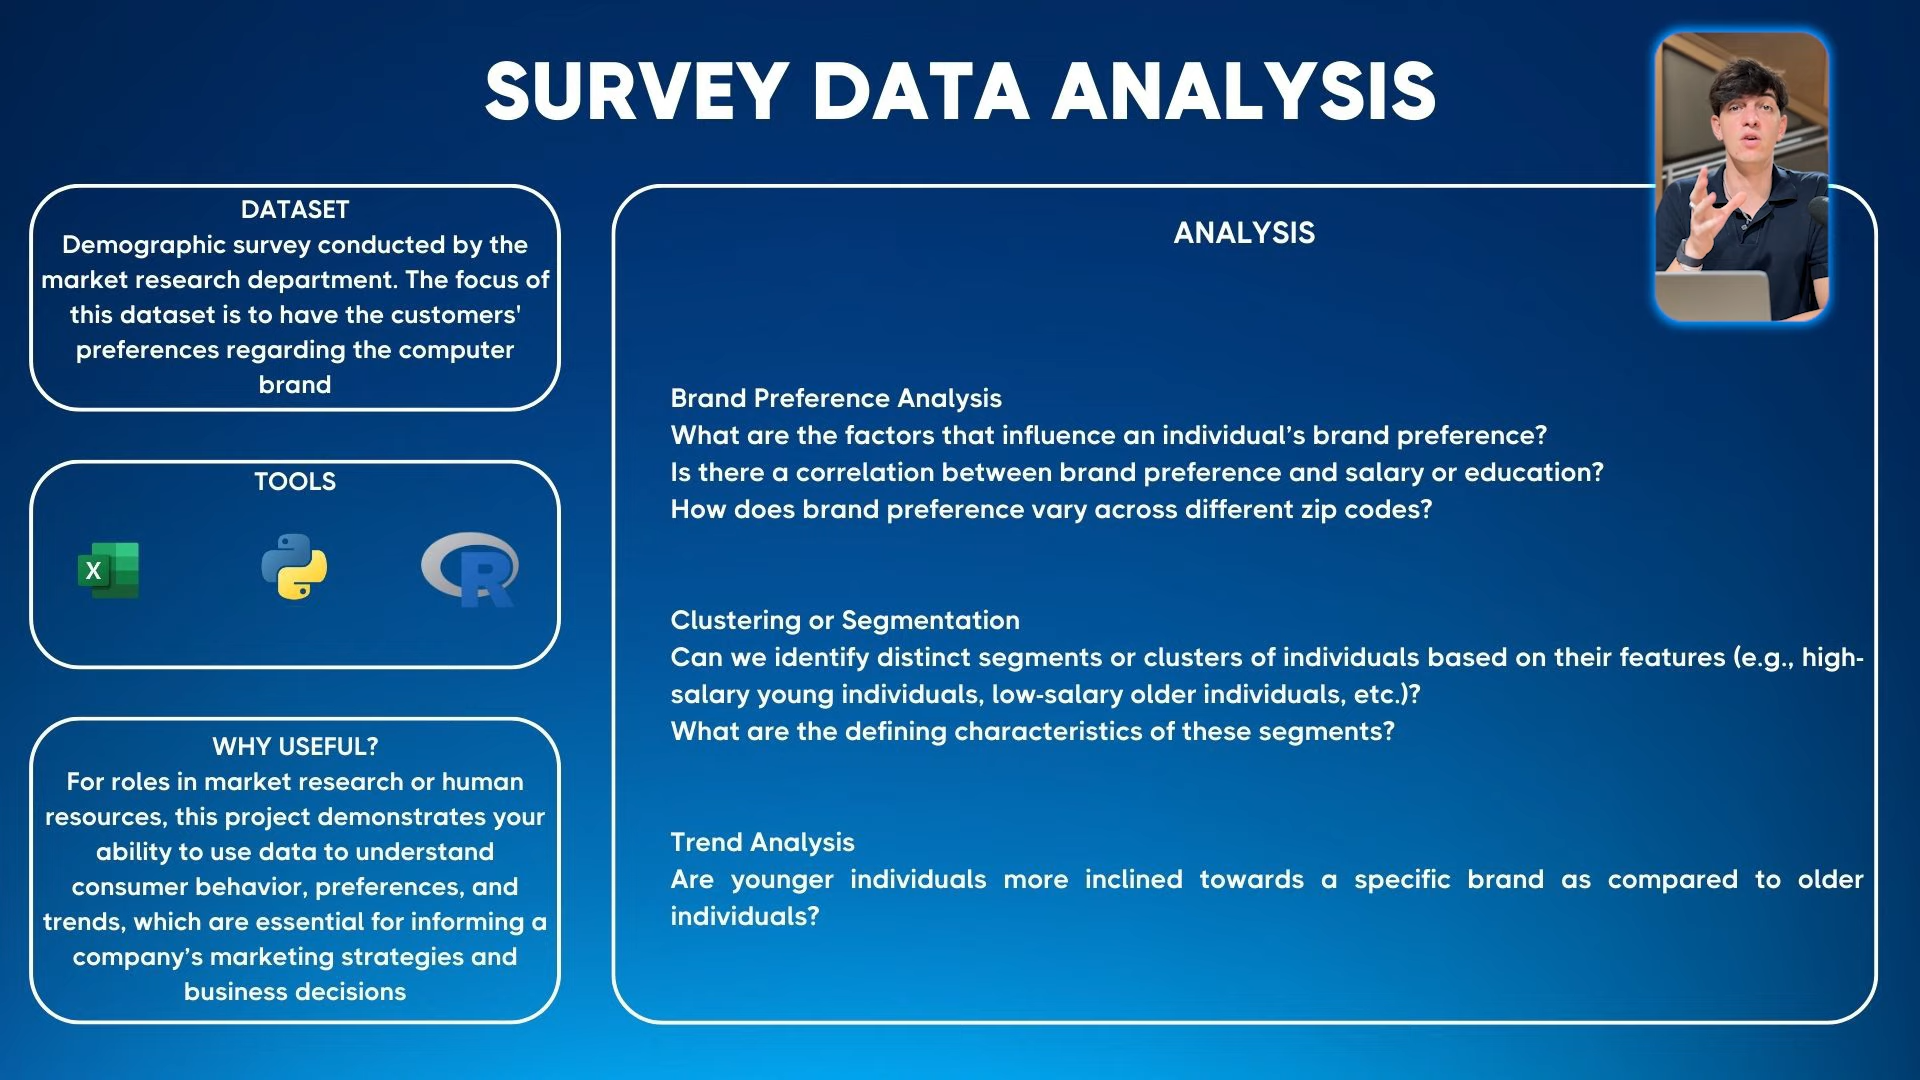 SURVEY DATA ANALYSIS
DATASET
Demographic survey conducted by the
market research department. The focus of
this dataset is to have the customers'
preferences regarding the computer
brand
TOOLS
X
R
WHY USEFUL?
For roles in market research or human
resources, this project demonstrates your
ability to use data to understand
consumer behavior, preferences, and
trends, which are essential for informing a
company’s marketing strategies and
business decisions
ANALYSIS
Brand Preference Analysis
What are the factors that influence an individual’s brand preference?
Is there a correlation between brand preference and salary or education?
How does brand preference vary across different zip codes?
Clustering or Segmentation
Can we identify distinct segments or clusters of individuals based on their features (e.g., high-
salary young individuals, low-salary older individuals, etc.)?
What are the defining characteristics of these segments?
Trend Analysis
Are younger individuals more inclined towards a specific brand as compared to older
individuals?